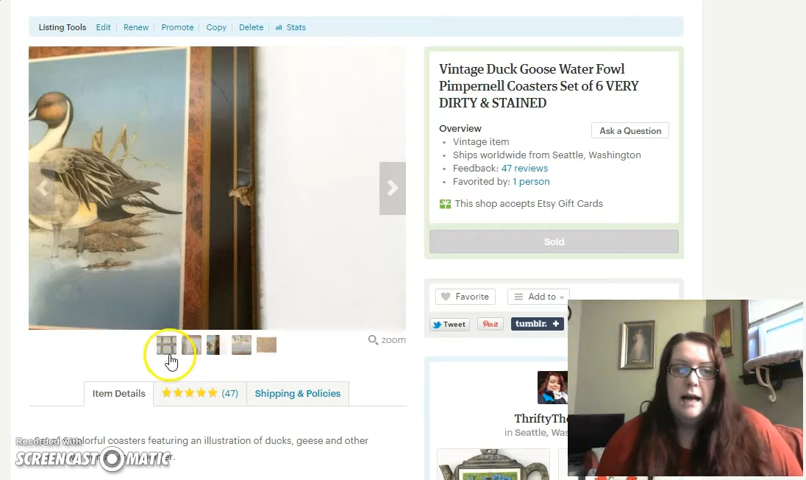 Listing Tools Edit Renew Promote Copy Delete Stats
Vintage Duck Goose Water Fowl
Pimpernell Coasters Set of 6 VERY
DIRTY & STAINED
Overview
Ask a Question
Vintage item
Ships worldwide from Seattle, Washington
Feedback: 47 reviews
Favorited by: 1 person
This shop accepts Etsy Gift Cards
Sold
Favorite Add to
Tweet Pinit tumblr. +
zoom
Item Details (47) Shipping & Policies
ThriftyTh
in Seattle, Was
colorful coasters featuring an illustration of ducks, geese and other
Recorded with
SCREENCAST MATIC